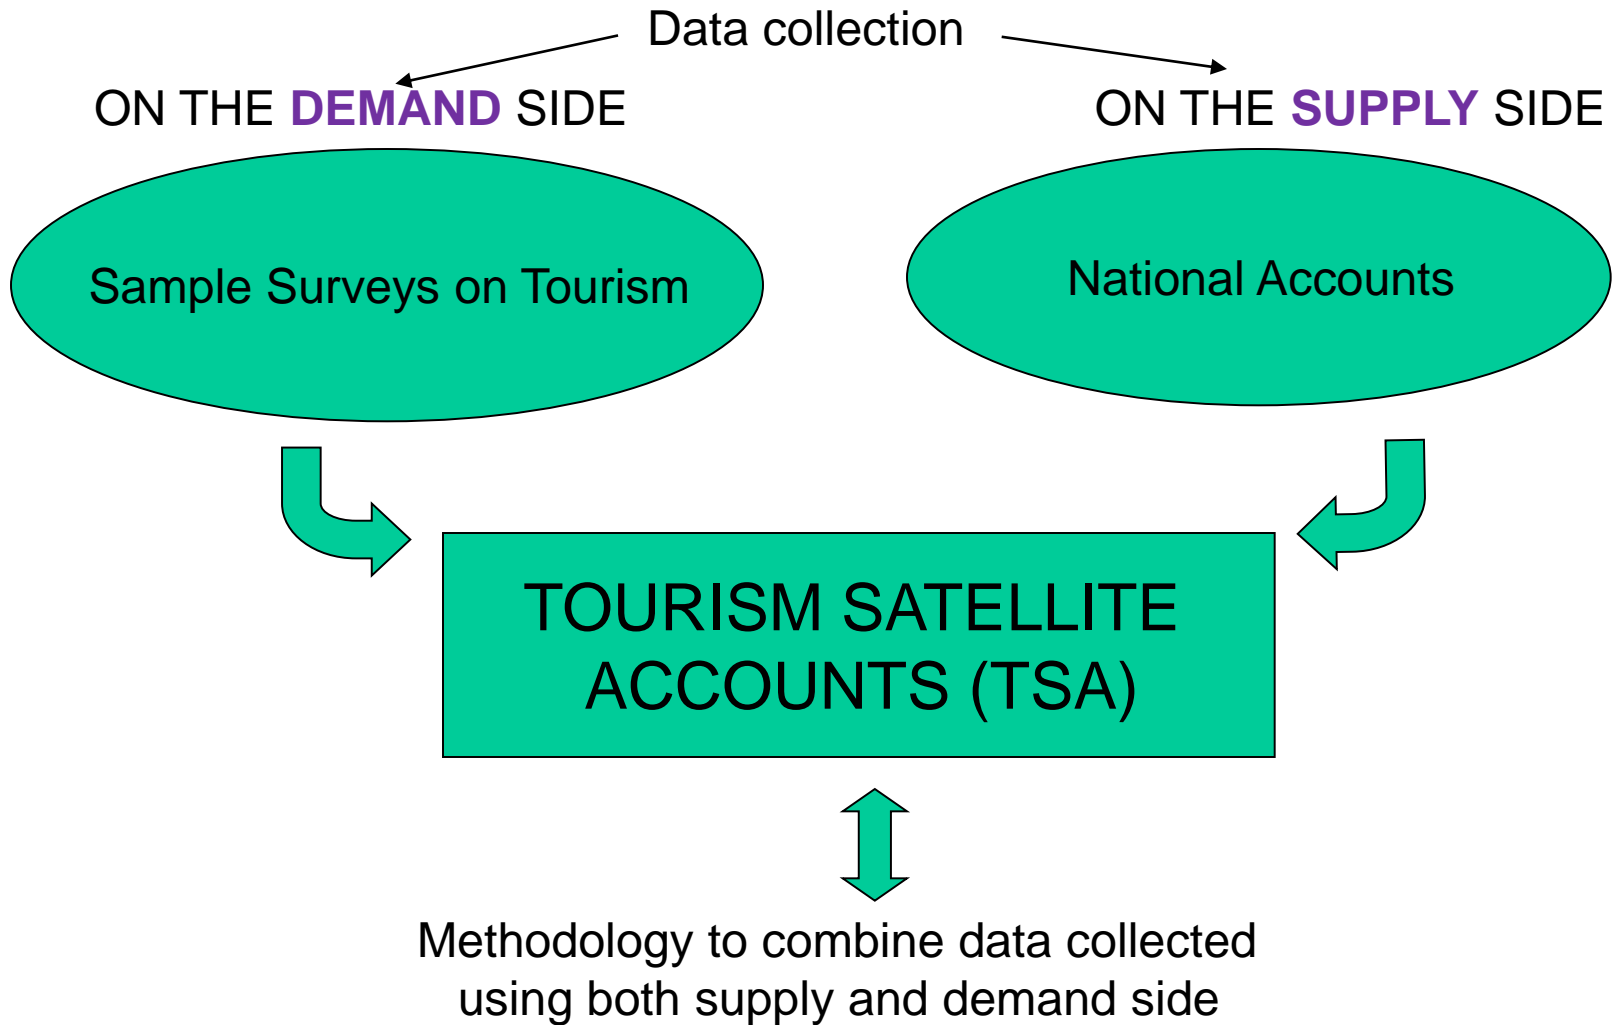 Data collection
ON THE DEMAND SIDE
ON THE SUPPLY SIDE
Sample Surveys on Tourism
National Accounts
TOURISM SATELLITE
ACCOUNTS (TSA)
Methodology to combine data collected
using both supply and demand side